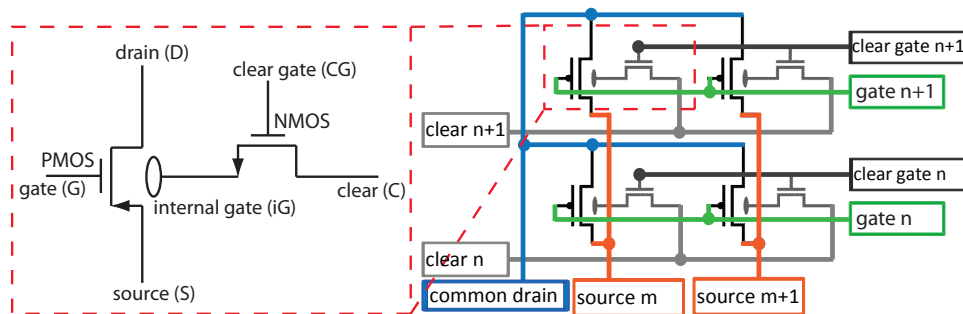 drain (D)
clear gate (CG)
PMOS
NMOS
gate (G)
internal gate (iG)
clear (C)
source (S)
clear gate n+1
gate n+1
clear n+1
clear gate n
gate n
clear n
common drain
source m
source m+1